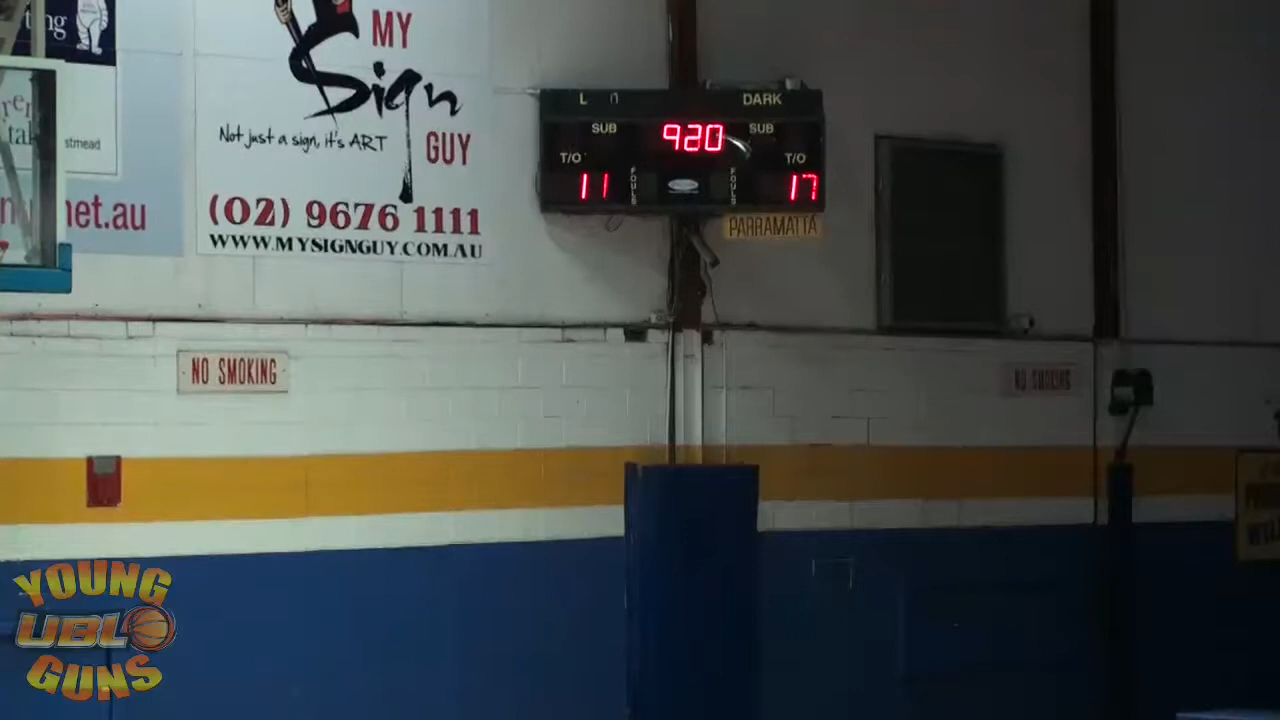 ng
MY
Sign
GUY
Not just a sign, it's ART
(02) 9676 1111
WWW.MYSIGNGUY.COM.AU
stmead
net.au
L
DARK
SUB
920
SUB
T/O
T/O
11
FOULS
FOULS
17
PARRAMATTA
NO SMOKING
NO SMOKING
YOUNG
UBL
GUNS